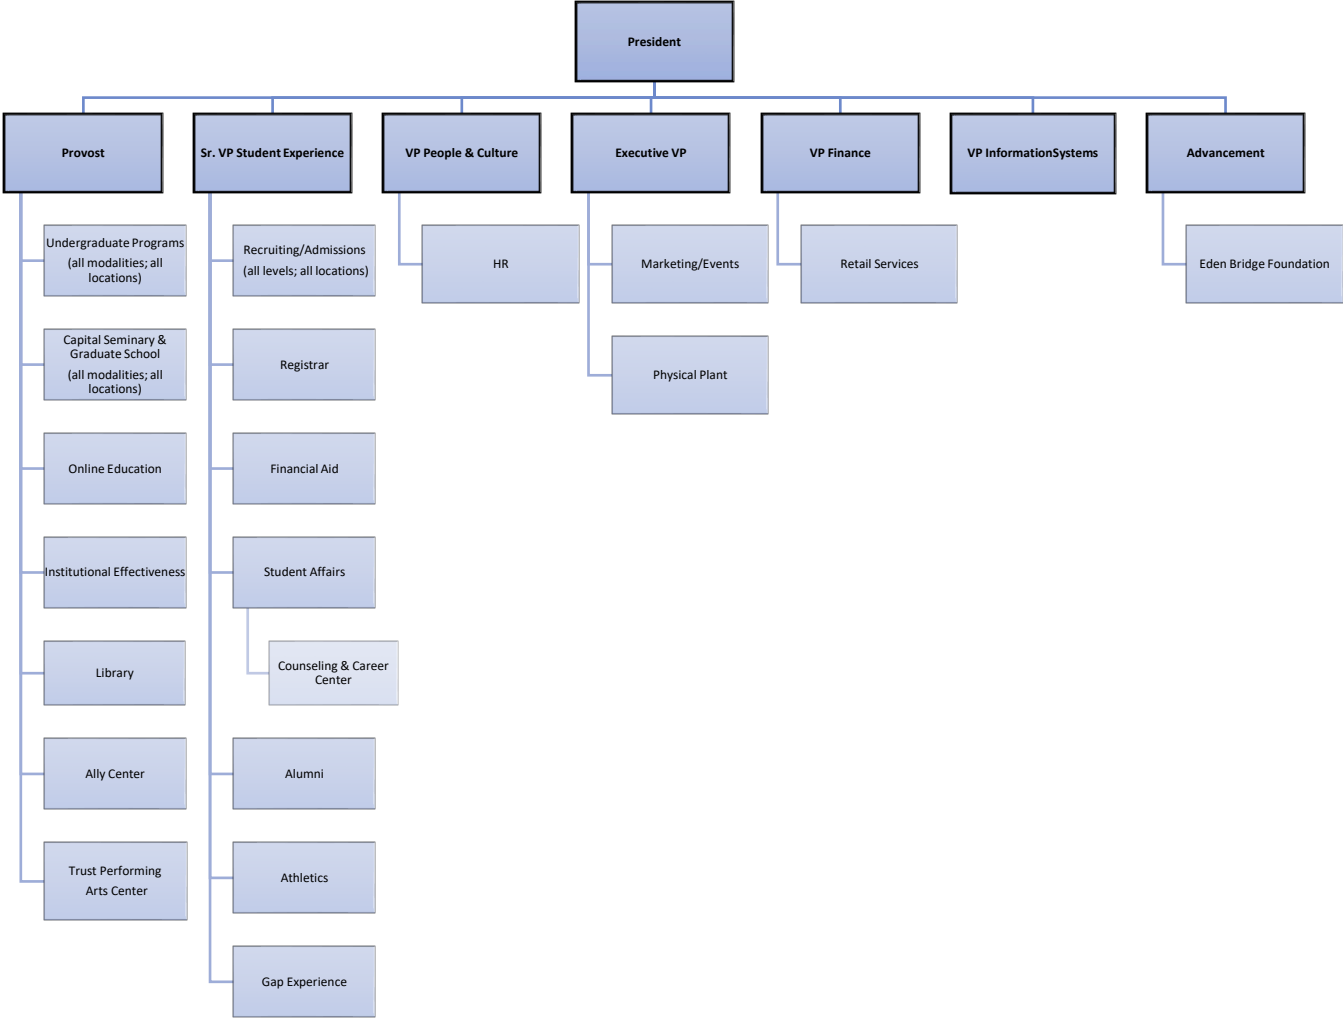 President
Provost
Sr. VP Student Experience
VP People & Culture
Executive VP
VP Finance
VP InformationSystems
Advancement
Undergraduate Programs
(all modalities; all
locations)
Recruiting/Admissions
(all levels; all locations)
HR
Marketing/Events
Retail Services
Eden Bridge Foundation
Capital Seminary &
Graduate School
(all modalities; all
locations)
Registrar
Physical Plant
Online Education
Financial Aid
Institutional Effectiveness
Student Affairs
Library
Counseling & Career
Center
Ally Center
Alumni
Trust Performing
Arts Center
Athletics
Gap Experience